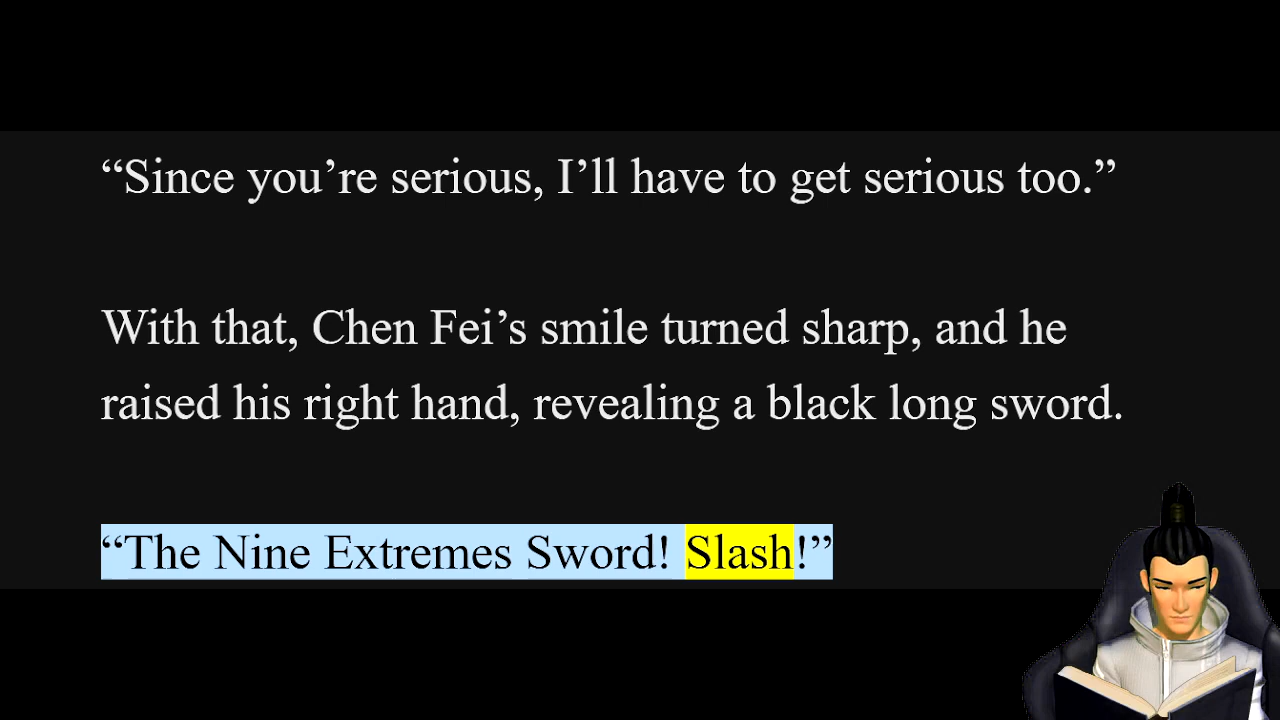 “Since you’re serious, I’ll have to get serious too.”
With that, Chen Fei’s smile turned sharp, and he
raised his right hand, revealing a black long sword.
“The Nine Extremes Sword! Slash!”